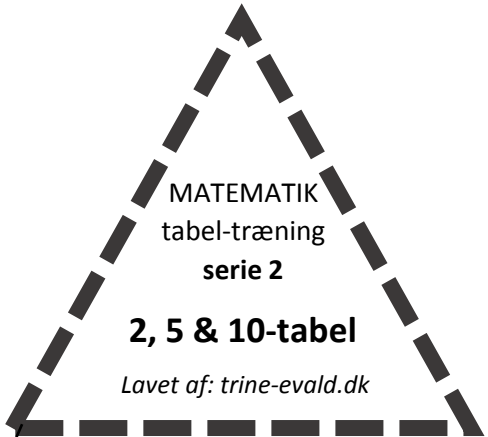 MATEMATIK
tabel-træning
serie 2
2, 5 & 10-tabel
Lavet af: trine-evald.dk